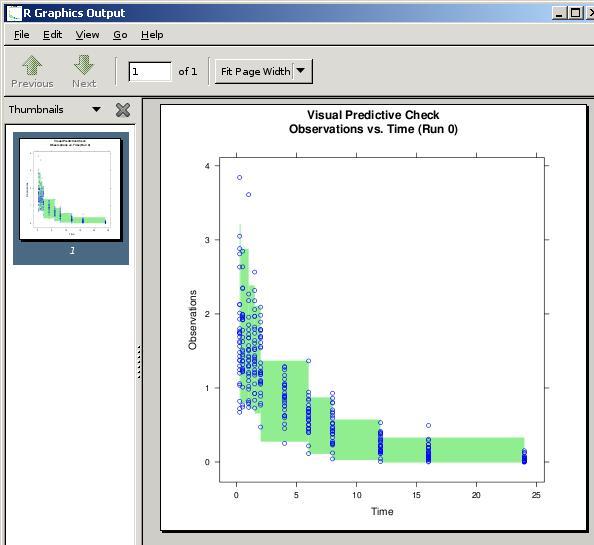 R Graphics Output
File Edit View Go Help
Previous Next 1 of 1 Fit Page Width
Thumbnails
1
Visual Predictive Check
Observations vs. Time (Run 0)
4
3
2
1
0
Observations
0 5 10 15 20 25
Time